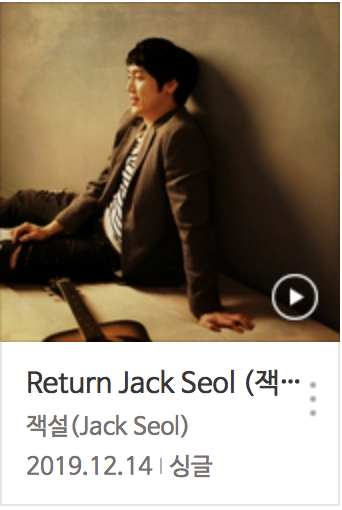 Return Jack Seol (잭···
잭설(Jack Seol)
2019.12.14 | 싱글